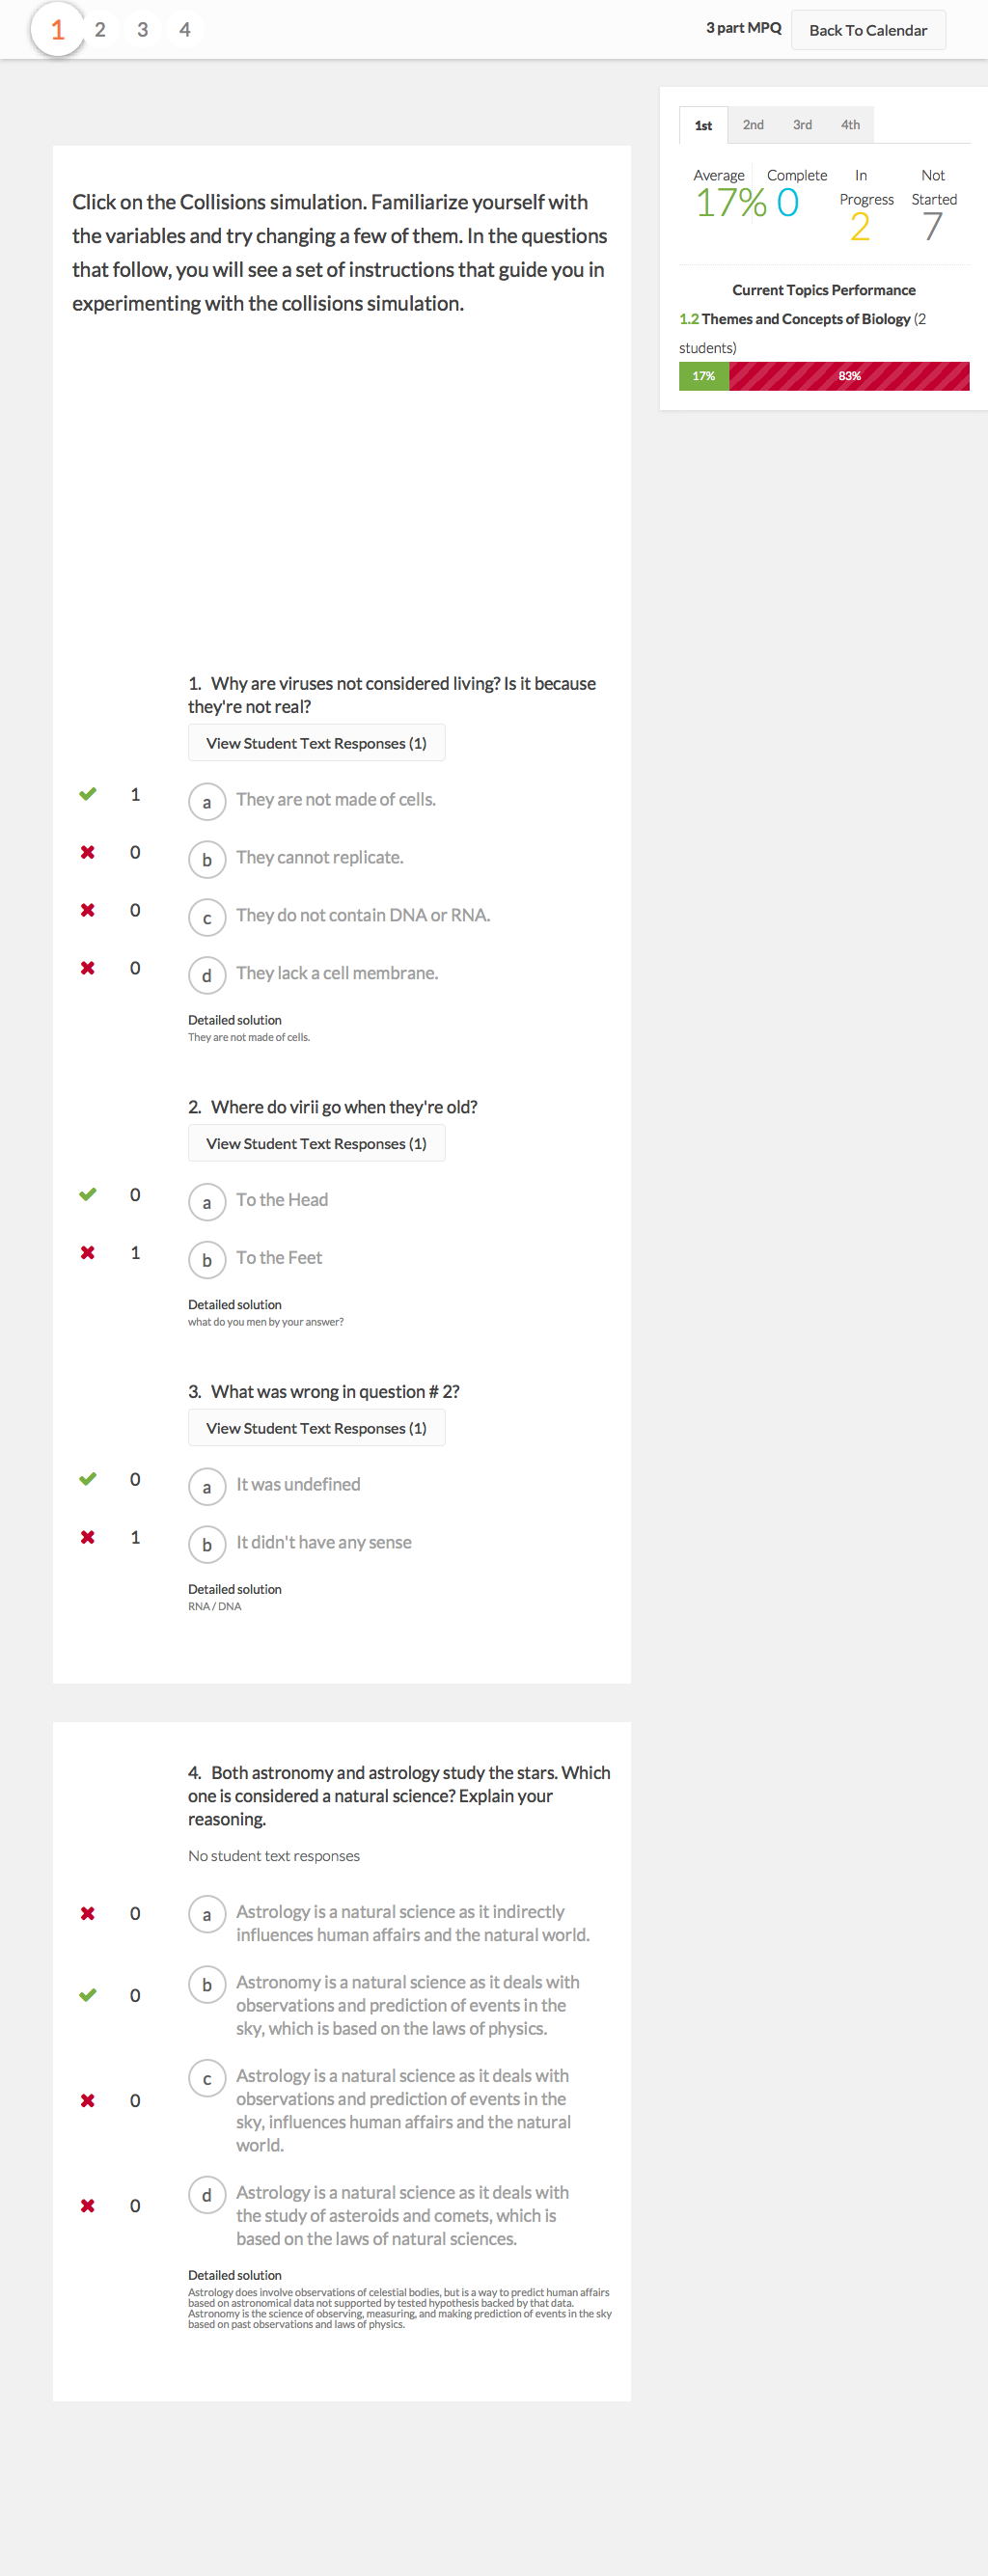 1 2 3 4 3 part MPQ Back To Calendar
1st 2nd 3rd 4th
Average Complete In Progress Not Started
17% 0 2 7
Current Topics Performance
1.2 Themes and Concepts of Biology (2
students)
17% 83%
Click on the Collisions simulation. Familiarize yourself with
the variables and try changing a few of them. In the questions
that follow, you will see a set of instructions that guide you in
experimenting with the collisions simulation.
1. Why are viruses not considered living? Is it because
they're not real?
View Student Text Responses (1)
1 a They are not made of cells.
0 b They cannot replicate.
0 c They do not contain DNA or RNA.
0 d They lack a cell membrane.
Detailed solution
They are not made of cells.
2. Where do virii go when they're old?
View Student Text Responses (1)
0 a To the Head
1 b To the Feet
Detailed solution
what do you men by your answer?
3. What was wrong in question # 2?
View Student Text Responses (1)
0 a It was undefined
1 b It didn't have any sense
Detailed solution
RNA / DNA
4. Both astronomy and astrology study the stars. Which
one is considered a natural science? Explain your
reasoning.
No student text responses
0 a Astrology is a natural science as it indirectly
influences human affairs and the natural world.
0 b Astronomy is a natural science as it deals with
observations and prediction of events in the
sky, which is based on the laws of physics.
0 c Astrology is a natural science as it deals with
observations and prediction of events in the
sky, influences human affairs and the natural
world.
0 d Astrology is a natural science as it deals with
the study of asteroids and comets, which is
based on the laws of natural sciences.
Detailed solution
Astrology does involve observations of celestial bodies, but is a way to predict human affairs
based on astronomical data not supported by tested hypothesis backed by that data.
Astronomy is the science of observing, measuring, and making prediction of events in the sky
based on past observations and laws of physics.